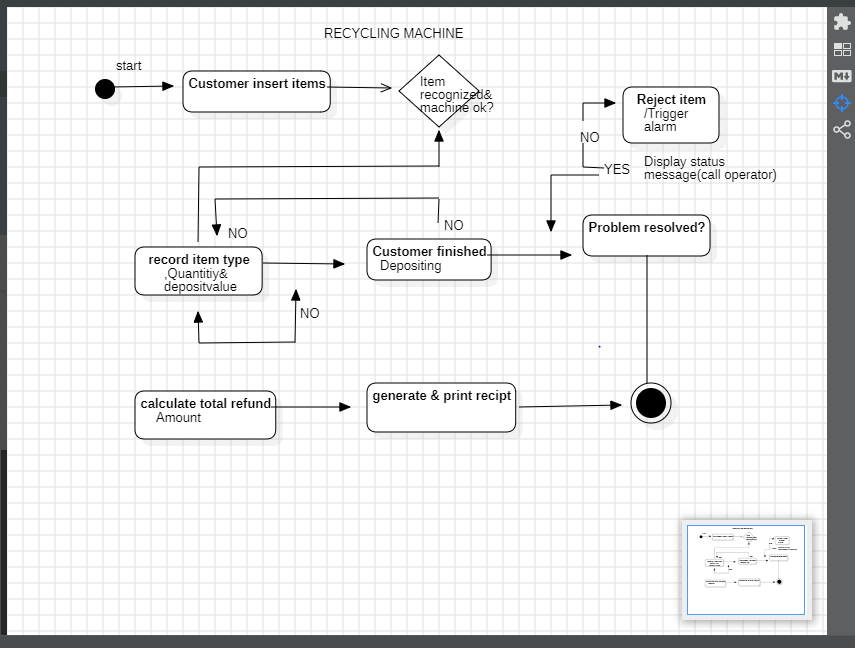 RECYCLING MACHINE
start
Customer insert items
Item
recognized&
machine ok?
Reject item
/Trigger
alarm
NO
YES
Display status
message(call operator)
NO
NO
Problem resolved?
record item type
,Quantitiy&
depositvalue
Customer finished
Depositing
NO
calculate total refund
Amount
generate & print recipt
M